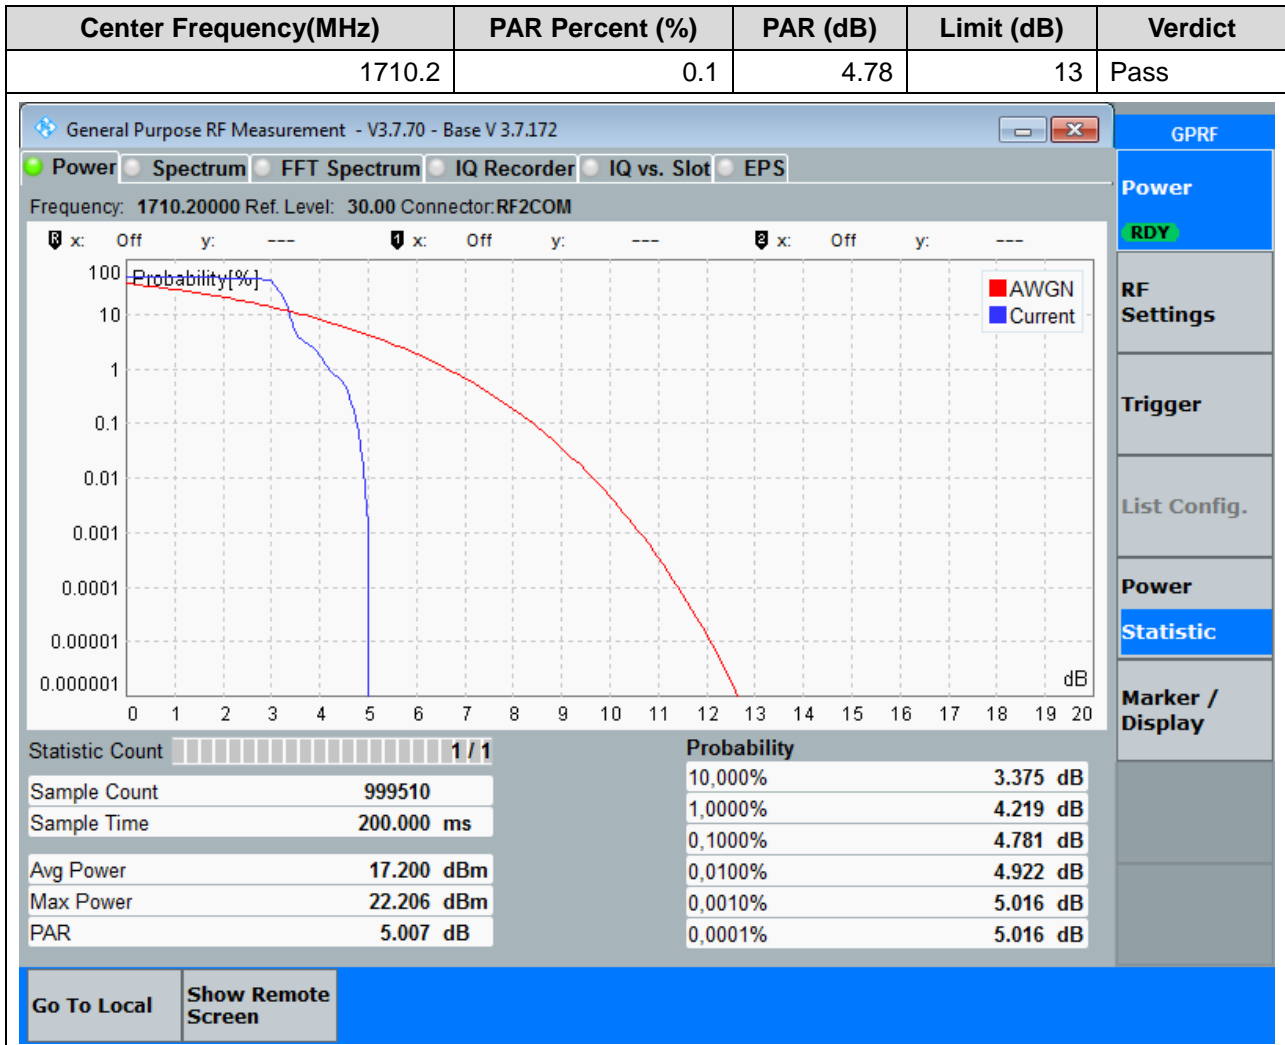 Center Frequency(MHz) PAR Percent (%) PAR (dB) Limit (dB) Verdict
1710.2 0.1 4.78 13 Pass
General Purpose RF Measurement - V3.7.70 - Base V 3.7.172
GPRF
Power Spectrum FFT Spectrum IQ Recorder IQ vs. Slot EPS
Power
RDY
Frequency: 1710.20000 Ref. Level: 30.00 Connector:RF2COM
R x: Off y: --- 1 x: Off y: --- 2 x: Off y: ---
Probability[%]
AWGN
Current
100
10
1
0.1
0.01
0.001
0.0001
0.00001
0.000001
dB
0 1 2 3 4 5 6 7 8 9 10 11 12 13 14 15 16 17 18 19 20
RF
Settings
Trigger
List Config.
Power
Statistic
Marker /
Display
Statistic Count 1 / 1
Sample Count 999510
Sample Time 200.000 ms
Avg Power 17.200 dBm
Max Power 22.206 dBm
PAR 5.007 dB
Probability
10,000% 3.375 dB
1,0000% 4.219 dB
0,1000% 4.781 dB
0,0100% 4.922 dB
0,0010% 5.016 dB
0,0001% 5.016 dB
Go To Local
Show Remote
Screen